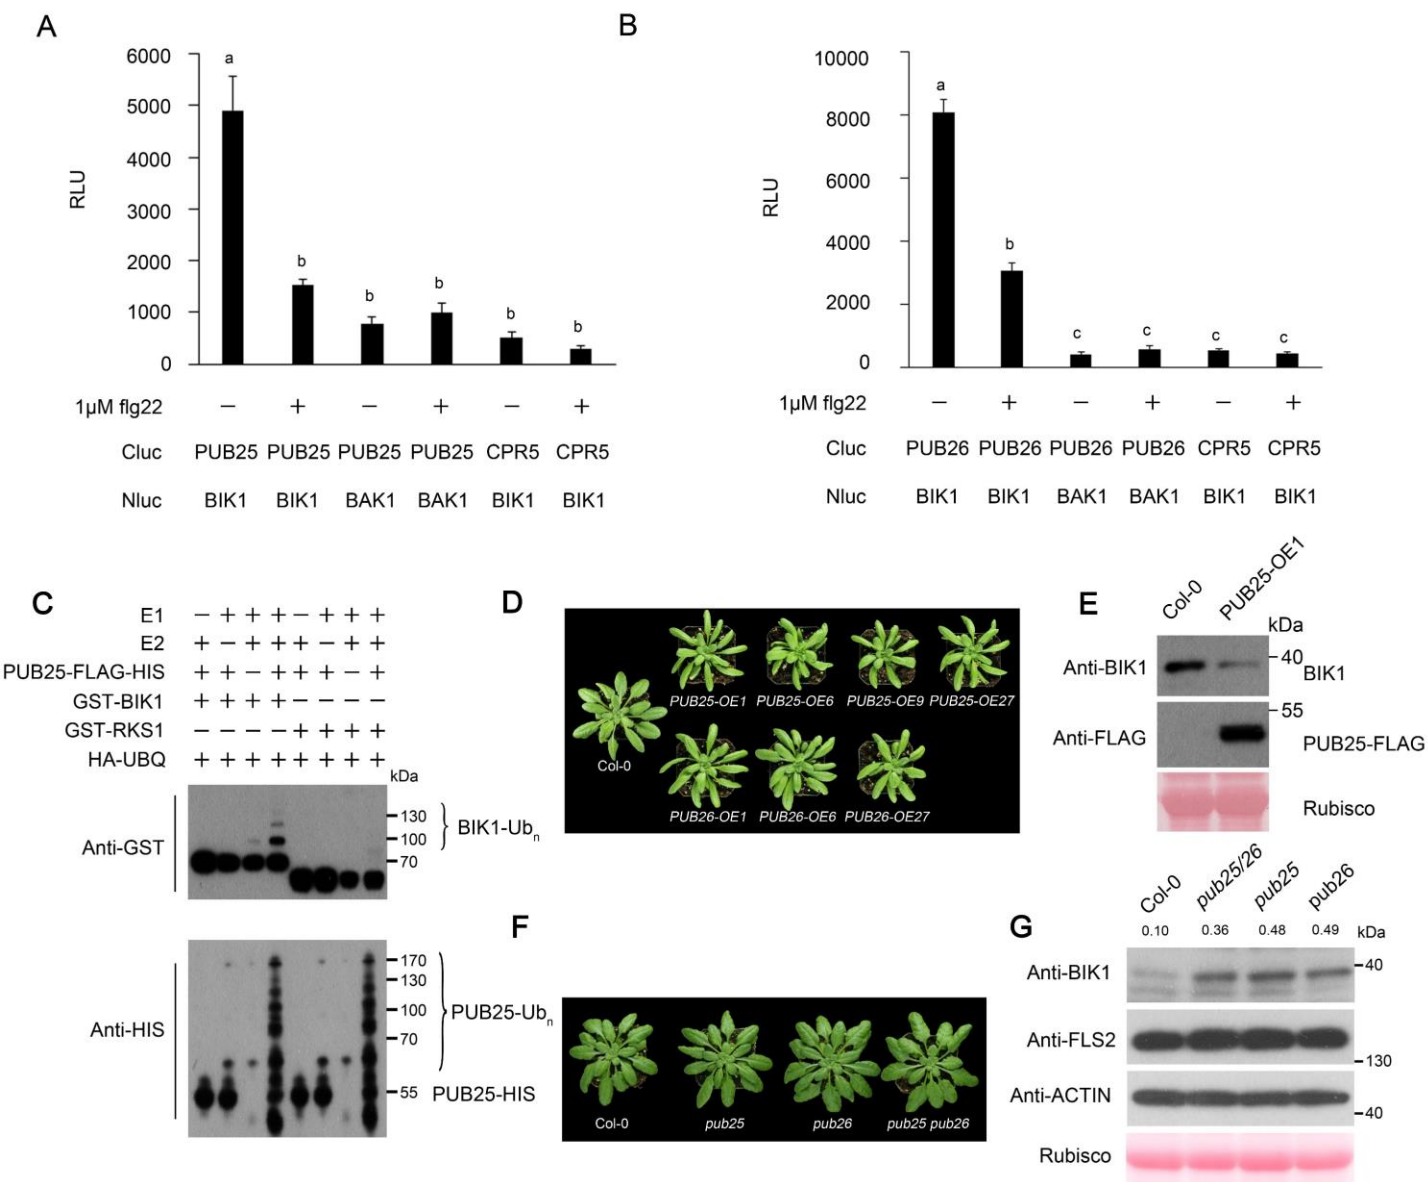 A
6000
5000
4000
3000
2000
1000
0
RLU
a
b
b
b
b
b
1µM flg22
− + − + − +
Cluc PUB25 PUB25 PUB25 PUB25 CPR5 CPR5
Nluc BIK1 BIK1 BAK1 BAK1 BIK1 BIK1
B
10000
8000
6000
4000
2000
0
RLU
a
b
c
c
c
c
1µM flg22
− + − + − +
Cluc PUB26 PUB26 PUB26 PUB26 CPR5 CPR5
Nluc BIK1 BIK1 BAK1 BAK1 BIK1 BIK1
C
E1 − + + + − + + +
E2 + − + + + − + +
PUB25-FLAG-HIS + + − + + + − +
GST-BIK1 + + + + − − − −
GST-RKS1 − − − − + + + +
HA-UBQ + + + + + + + +
kDa
130
100
70
Anti-GST
BIK1-Ubn
170
130
100
70
55
Anti-HIS
PUB25-Ubn
PUB25-HIS
D
Col-0
PUB25-OE1 PUB25-OE6 PUB25-OE9 PUB25-OE27
PUB26-OE1 PUB26-OE6 PUB26-OE27
E
Col-0
PUB25-OE1
kDa
Anti-BIK1
40
BIK1
55
Anti-FLAG
PUB25-FLAG
Rubisco
F
Col-0 pub25 pub26 pub25 pub26
G
Col-0
pub25/26
pub25
pub26
0.10 0.36 0.48 0.49 kDa
Anti-BIK1
40
Anti-FLS2
130
Anti-ACTIN
40
Rubisco